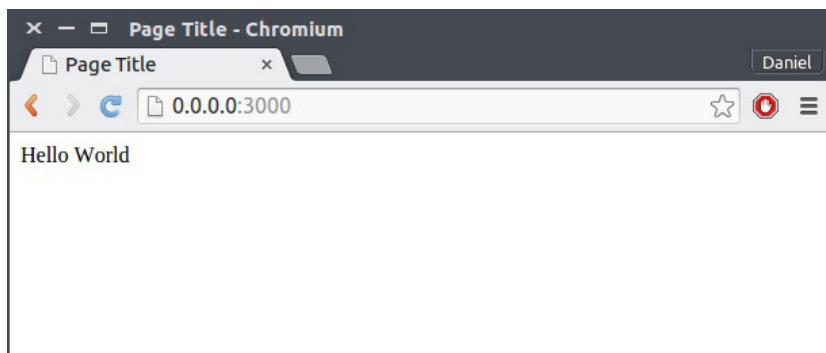 Page Title - Chromium
Page Title
Daniel
0.0.0.0:3000
Hello World